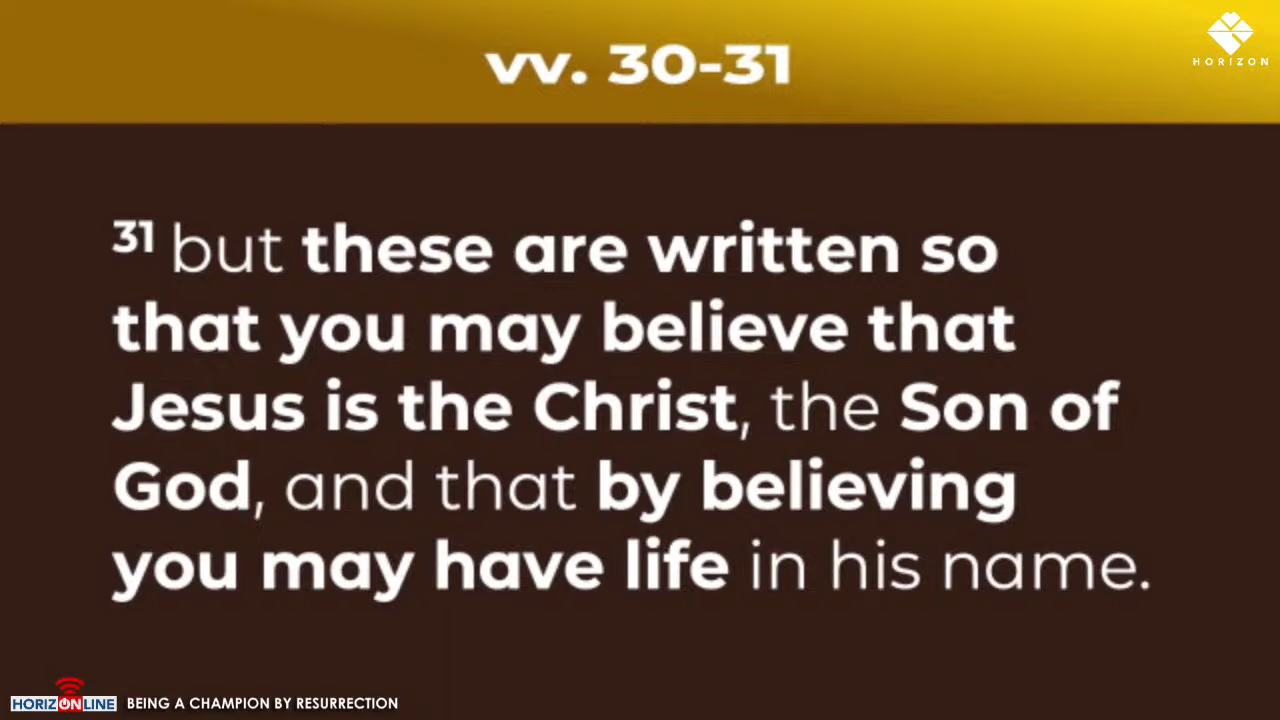 vv. 30-31
HORIZON
31 but these are written so
that you may believe that
Jesus is the Christ, the Son of
God, and that by believing
you may have life in his name.
HORIZONLINE BEING A CHAMPION BY RESURRECTION